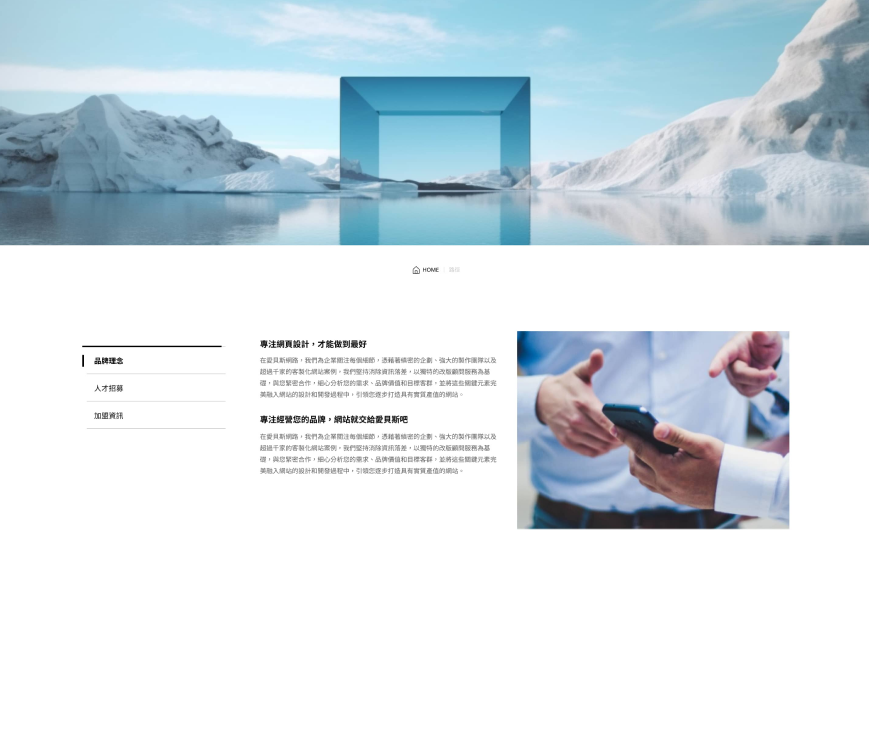 HOME
品牌理念
人才招募
加盟資訊
專注網頁設計，才能做到最好
在愛貝斯網路，我們為企業關注每個細節，憑藉著縝密的企劃、強大的製作團隊以及
超過千家的客製化網站案例，我們堅持消除資訊落差，以獨特的改版顧問服務為基
礎，與您緊密合作，細心分析您的需求、品牌價值和目標客群，並將這些關鍵元素完
美融入網站的設計和開發過程中，引領您逐步打造具有實質產值的網站。
專注經營您的品牌，網站就交給愛貝斯吧
在愛貝斯網路，我們為企業關注每個細節，憑藉著縝密的企劃、強大的製作團隊以及
超過千家的客製化網站案例，我們堅持消除資訊落差，以獨特的改版顧問服務為基
礎，與您緊密合作，細心分析您的需求、品牌價值和目標客群，並將這些關鍵元素完
美融入網站的設計和開發過程中，引領您逐步打造具有實質產值的網站。